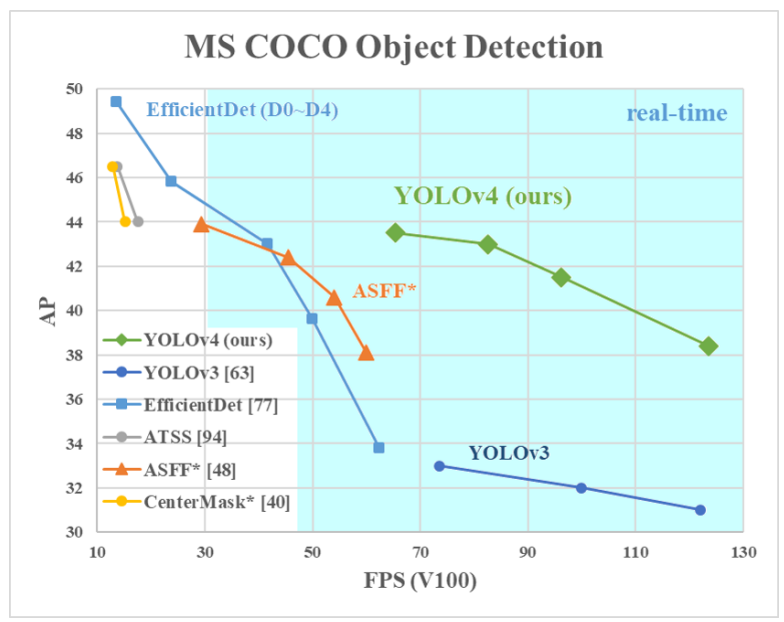 MS COCO Object Detection
EfficientDet (D0~D4)
real-time
YOLOv4 (ours)
ASFF*
YOLOv3
YOLOv4 (ours)
YOLOv3 [63]
EfficientDet [77]
ATSS [94]
ASFF* [48]
CenterMask* [40]
AP
50
48
46
44
42
40
38
36
34
32
30
10 30 50 70 90 110 130
FPS (V100)